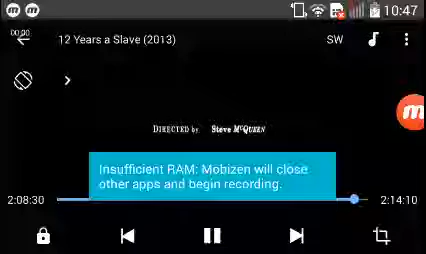 10:47
00:00
12 Years a Slave (2013)
SW
DIRECTED by Steve McQUEEN
Insufficient RAM: Mobizen will close
other apps and begin recording.
2:08:30
2:14:10